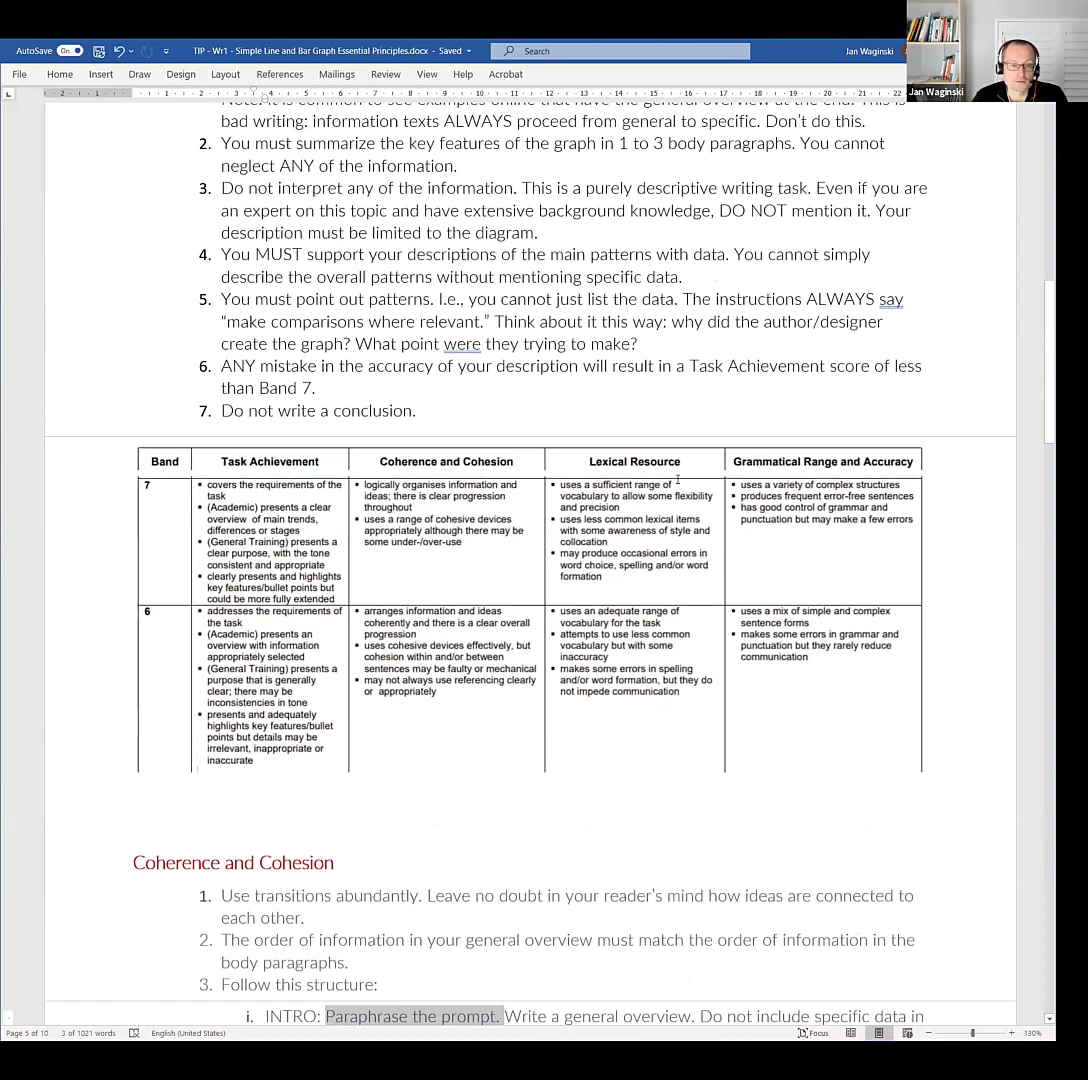 AutoSave On TIP - Wr1 - Simple Line and Bar Graph Essential Principles.docx - Saved Search Jan Waginski
Jan Waginski
File Home Insert Draw Design Layout References Mailings Review View Help Acrobat
bad writing: information texts ALWAYS proceed from general to specific. Don't do this.
2. You must summarize the key features of the graph in 1 to 3 body paragraphs. You cannot
neglect ANY of the information.
3. Do not interpret any of the information. This is a purely descriptive writing task. Even if you are
an expert on this topic and have extensive background knowledge, DO NOT mention it. Your
description must be limited to the diagram.
4. You MUST support your descriptions of the main patterns with data. You cannot simply
describe the overall patterns without mentioning specific data.
5. You must point out patterns. I.e., you cannot just list the data. The instructions ALWAYS say
"make comparisons where relevant." Think about it this way: why did the author/designer
create the graph? What point were they trying to make?
6. ANY mistake in the accuracy of your description will result in a Task Achievement score of less
than Band 7.
7. Do not write a conclusion.
Band Task Achievement Coherence and Cohesion Lexical Resource Grammatical Range and Accuracy
7
• covers the requirements of the
task
• (Academic) presents a clear
overview of main trends,
differences or stages
• (General Training) presents a
clear purpose, with the tone
consistent and appropriate
• clearly presents and highlights
key features/bullet points but
could be more fully extended
• logically organises information and
ideas; there is clear progression
throughout
• uses a range of cohesive devices
appropriately although there may be
some under-/over-use
• uses a sufficient range of
vocabulary to allow some flexibility
and precision
• uses less common lexical items
with some awareness of style and
collocation
• may produce occasional errors in
word choice, spelling and/or word
formation
• uses a variety of complex structures
• produces frequent error-free sentences
• has good control of grammar and
punctuation but may make a few errors
6
• addresses the requirements of
the task
• (Academic) presents an
overview with information
appropriately selected
• (General Training) presents a
purpose that is generally
clear; there may be
inconsistencies in tone
• presents and adequately
highlights key features/bullet
points but details may be
irrelevant, inappropriate or
inaccurate
• arranges information and ideas
coherently and there is a clear overall
progression
• uses cohesive devices effectively, but
cohesion within and/or between
sentences may be faulty or mechanical
• may not always use referencing clearly
or appropriately
• uses an adequate range of
vocabulary for the task
• attempts to use less common
vocabulary but with some
inaccuracy
• makes some errors in spelling
and/or word formation, but they do
not impede communication
• uses a mix of simple and complex
sentence forms
• makes some errors in grammar and
punctuation but they rarely reduce
communication
Coherence and Cohesion
1. Use transitions abundantly. Leave no doubt in your reader's mind how ideas are connected to
each other.
2. The order of information in your general overview must match the order of information in the
body paragraphs.
3. Follow this structure:
i. INTRO: Paraphrase the prompt. Write a general overview. Do not include specific data in
Page 5 of 10 3 of 1021 words English (United States) Focus 130%